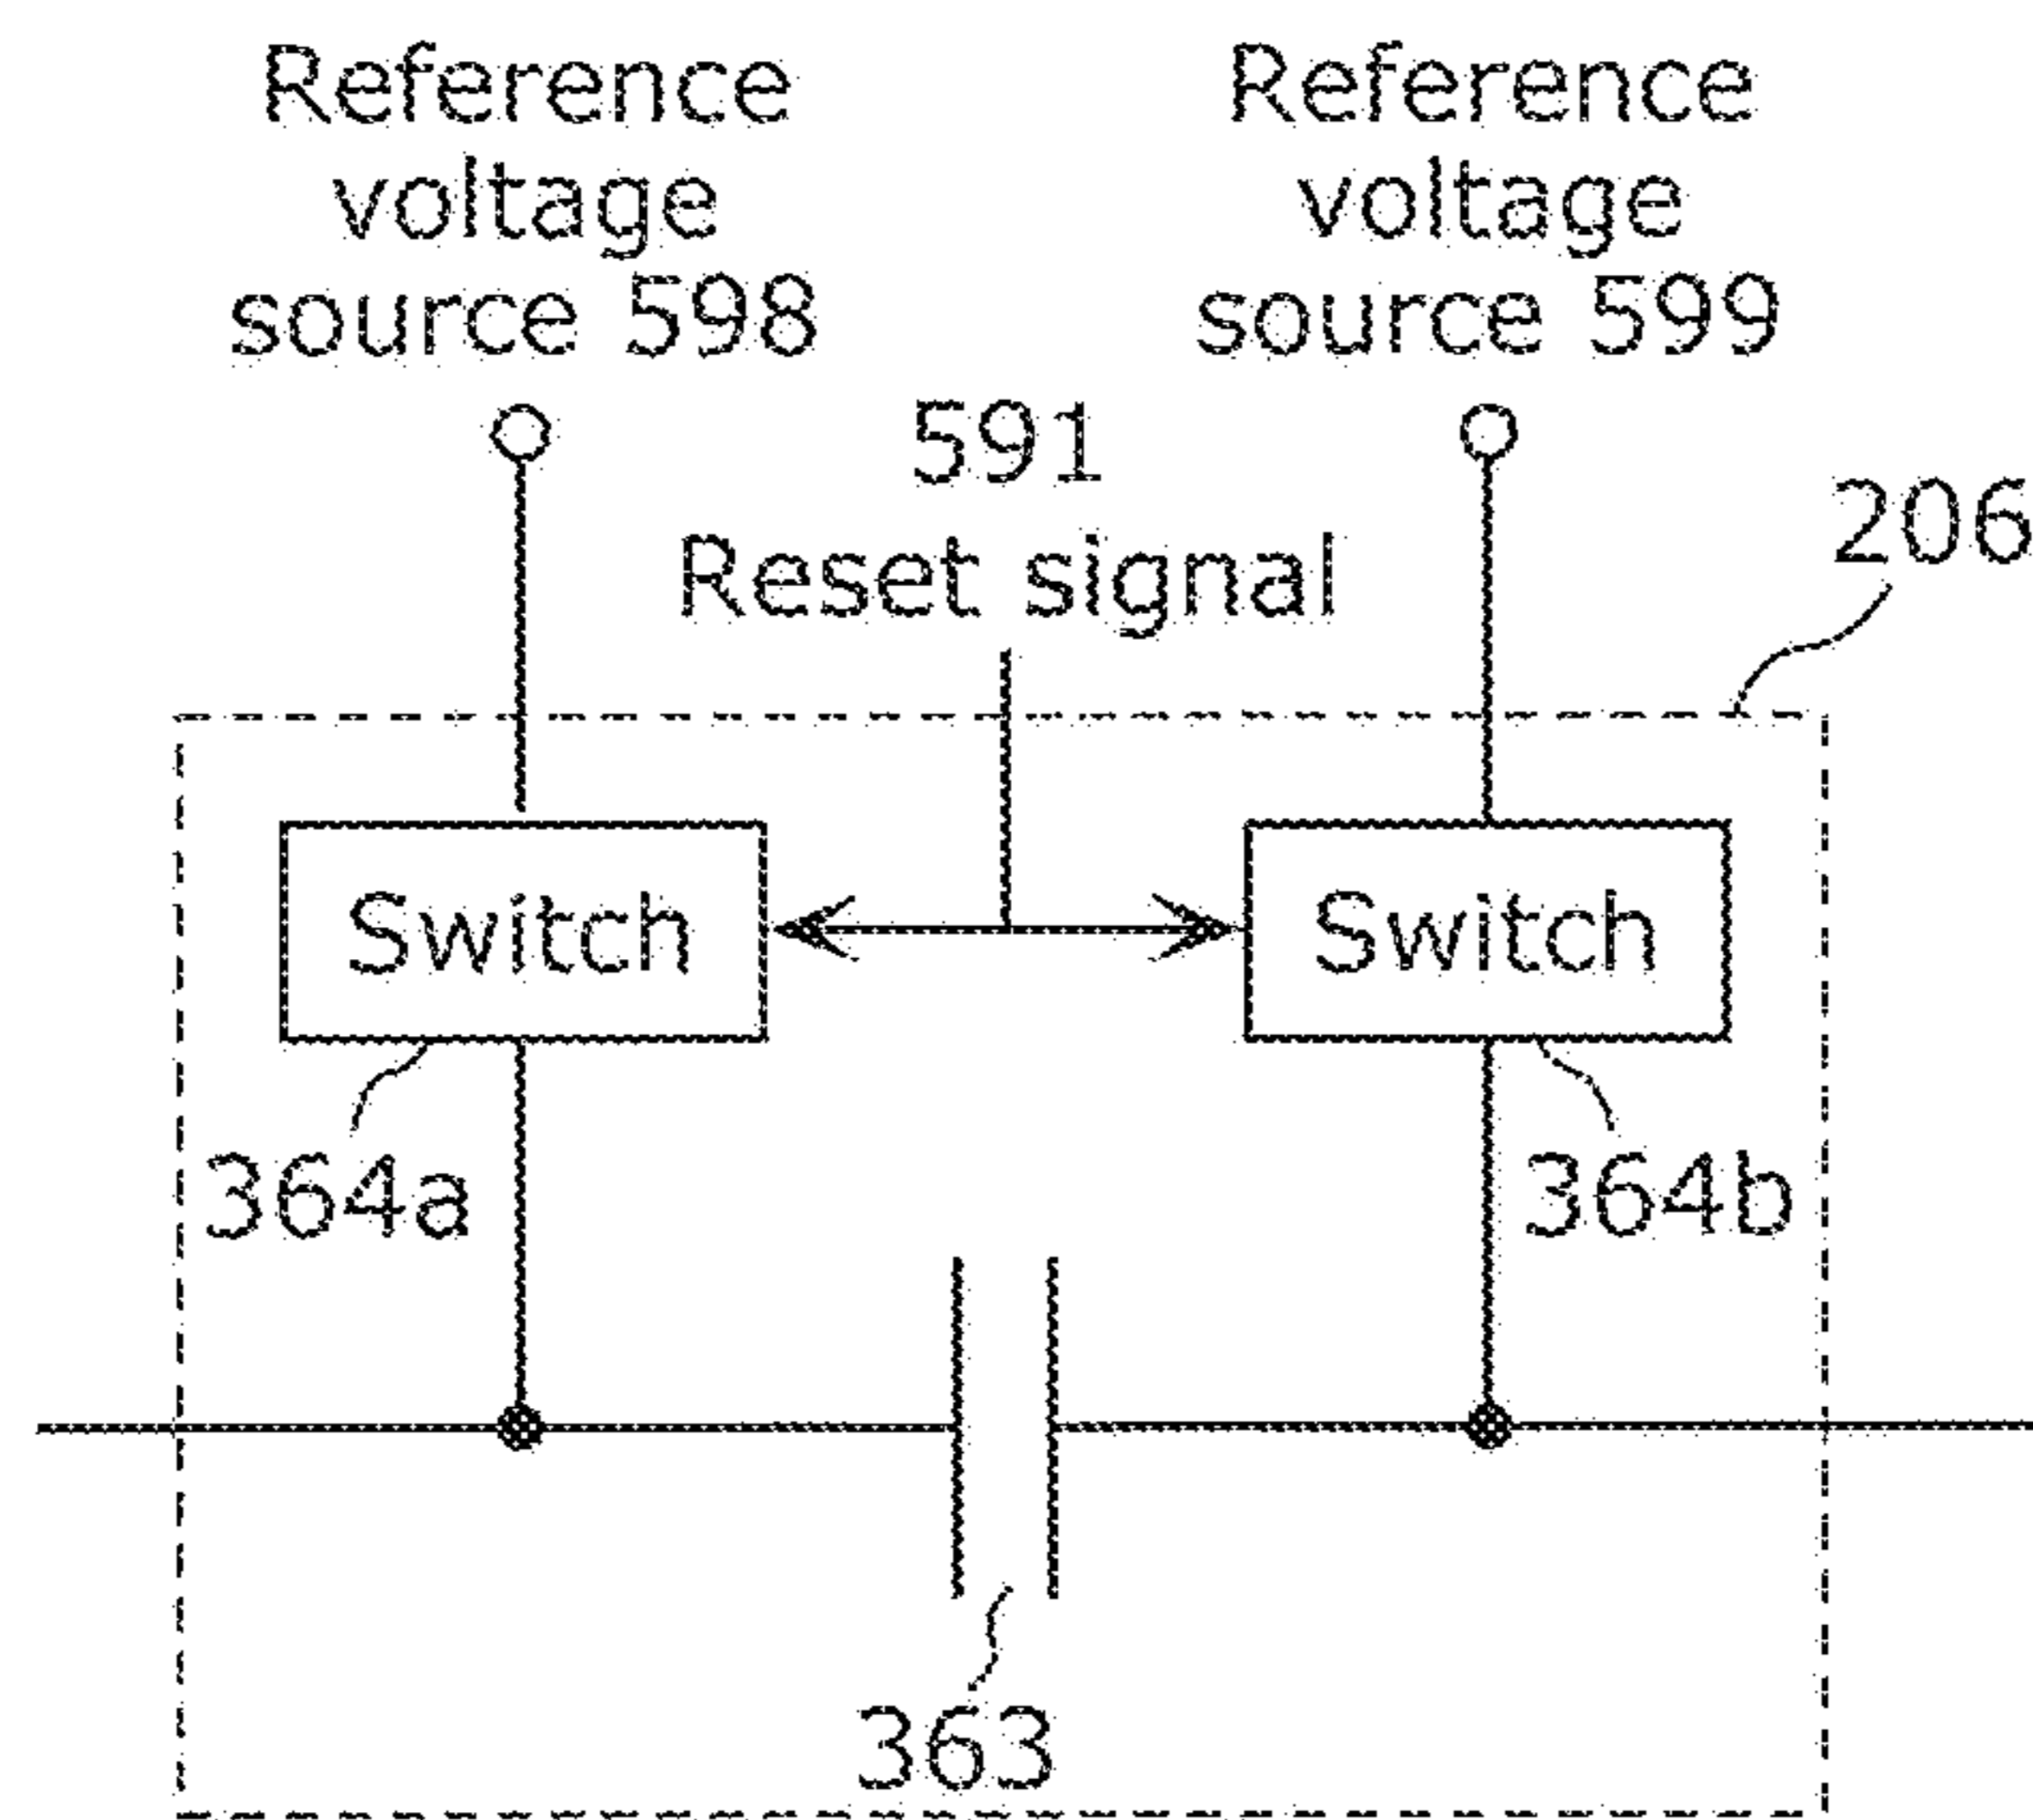 Reference
voltage
source 598
Reference
voltage
source 599
591
Reset signal
206
Switch
Switch
364a
364b
363